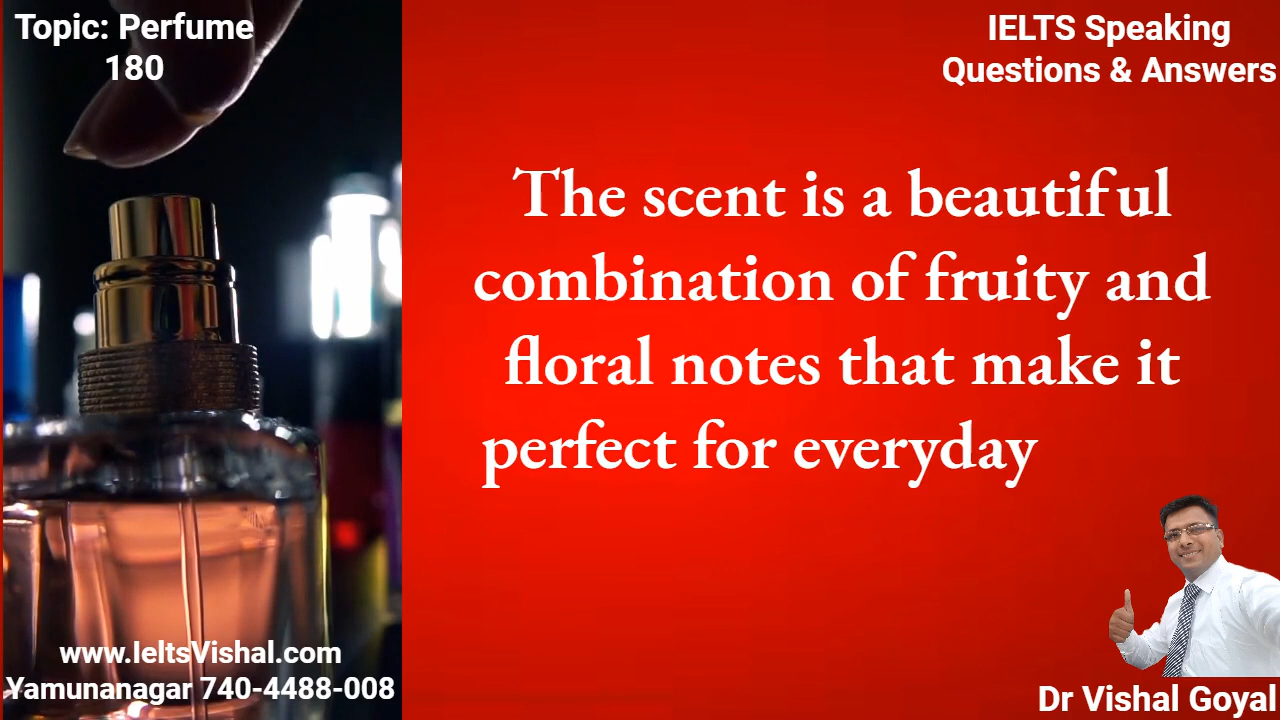 Topic: Perfume
180
IELTS Speaking
Questions & Answers
The scent is a beautiful
combination of fruity and
floral notes that make it
perfect for everyday
www.IeltsVishal.com
Yamunanagar 740-4488-008
Dr Vishal Goyal